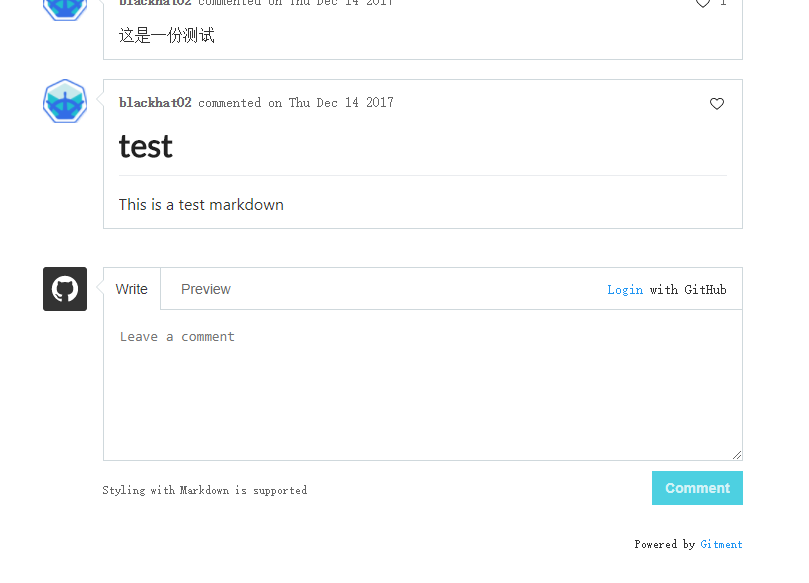 blackhat02 commented on Thu Dec 14 2017 1
这是一份测试
blackhat02 commented on Thu Dec 14 2017
test
This is a test markdown
Write Preview Login with GitHub
Leave a comment
Styling with Markdown is supported
Comment
Powered by Gitment